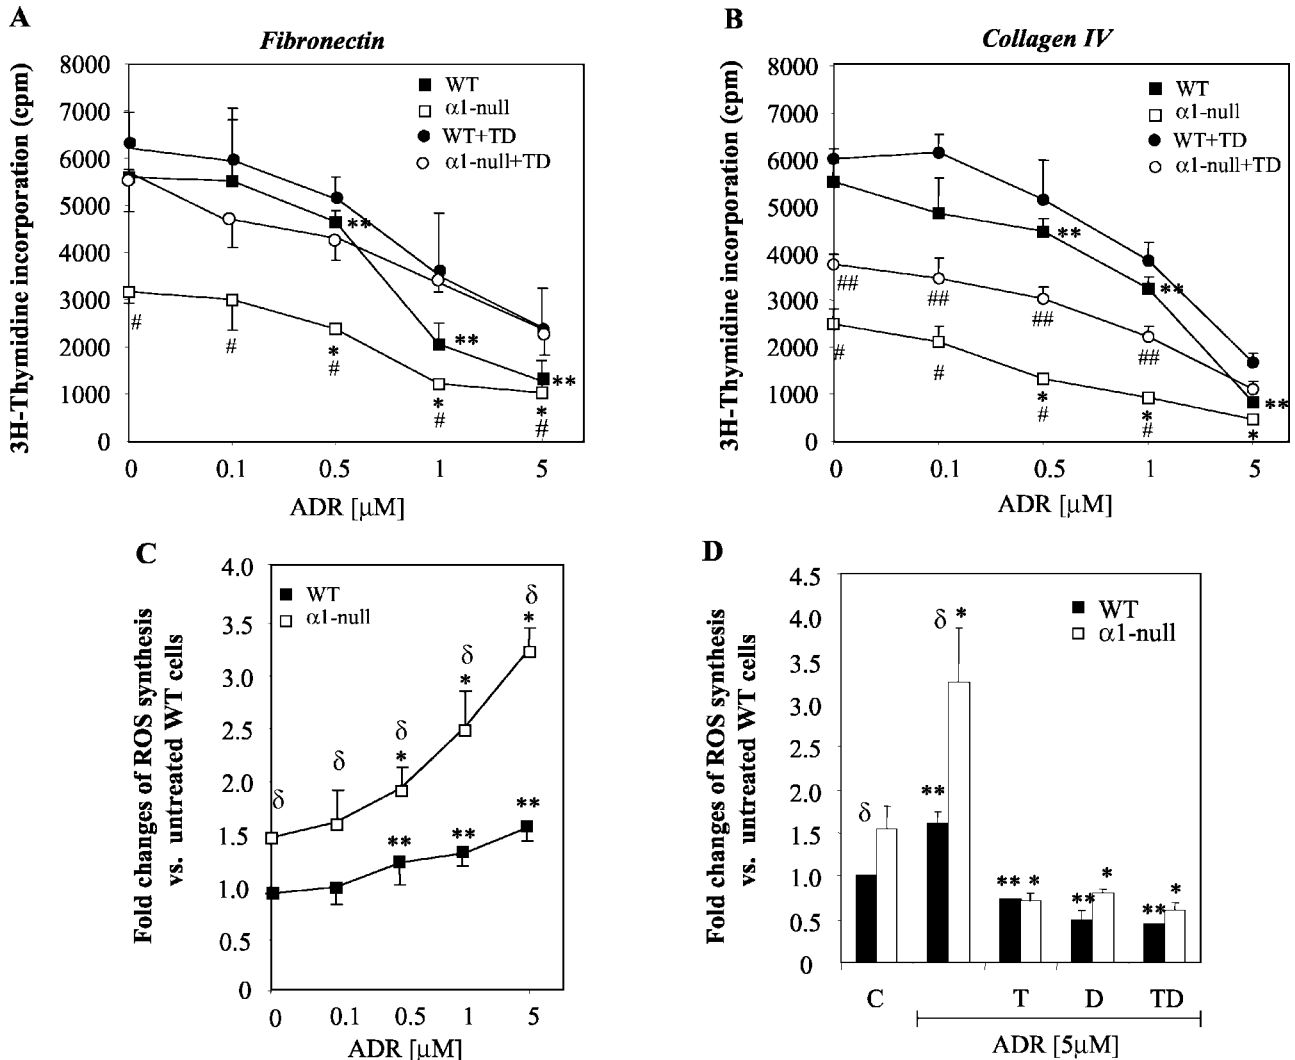 A
Fibronectin
3H-Thymidine incorporation (cpm)
8000
7000
6000
5000
4000
3000
2000
1000
0
WT
α1-null
WT+TD
α1-null+TD
**
**
**
#
#
*
#
*
#
*
#
0 0.1 0.5 1 5
ADR [μM]
B
Collagen IV
3H-Thymidine incorporation (cpm)
8000
7000
6000
5000
4000
3000
2000
1000
0
WT
α1-null
WT+TD
α1-null+TD
**
**
**
##
##
##
##
#
#
*
#
*
#
*
0 0.1 0.5 1 5
ADR [μM]
C
Fold changes of ROS synthesis
vs. untreated WT cells
4.0
3.5
3.0
2.5
2.0
1.5
1.0
0.5
0
WT
α1-null
δ
δ
δ
*
δ
*
δ
*
**
**
**
0 0.1 0.5 1 5
ADR [μM]
D
Fold changes of ROS synthesis
vs. untreated WT cells
4.5
4.0
3.5
3.0
2.5
2.0
1.5
1.0
0.5
0
WT
α1-null
δ
** δ *
** *
** *
** *
C T D TD
ADR [5μM]